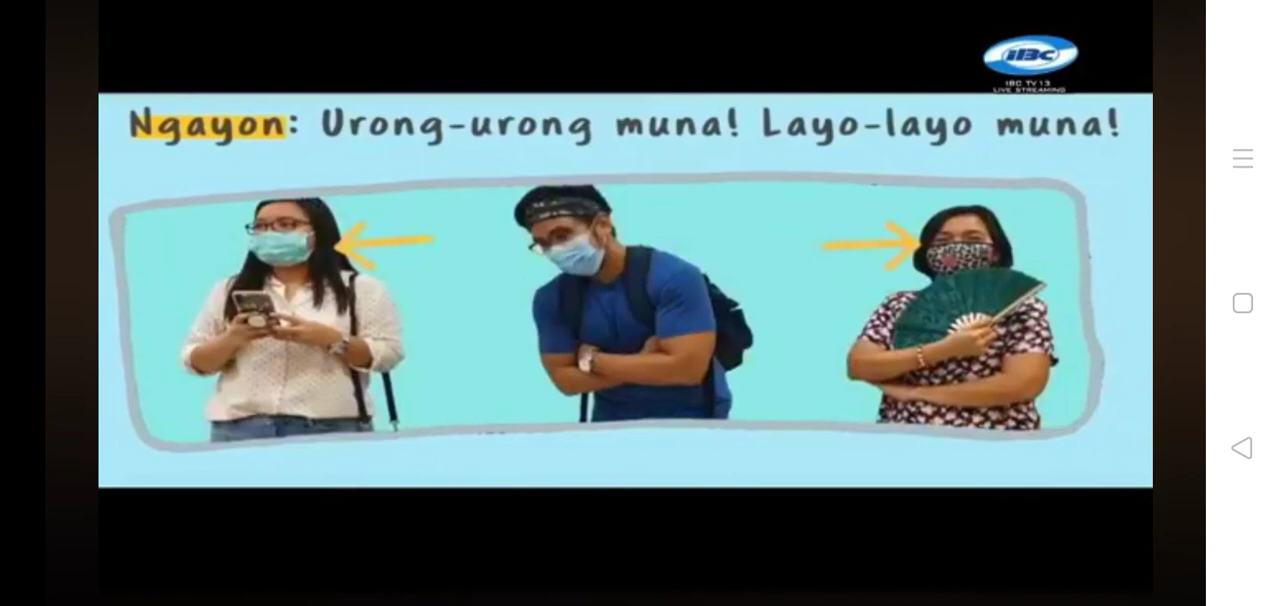 IBC
IBC TV 13
LIVE STREAMING
Ngayon: Urong-urong muna! Layo-layo muna!